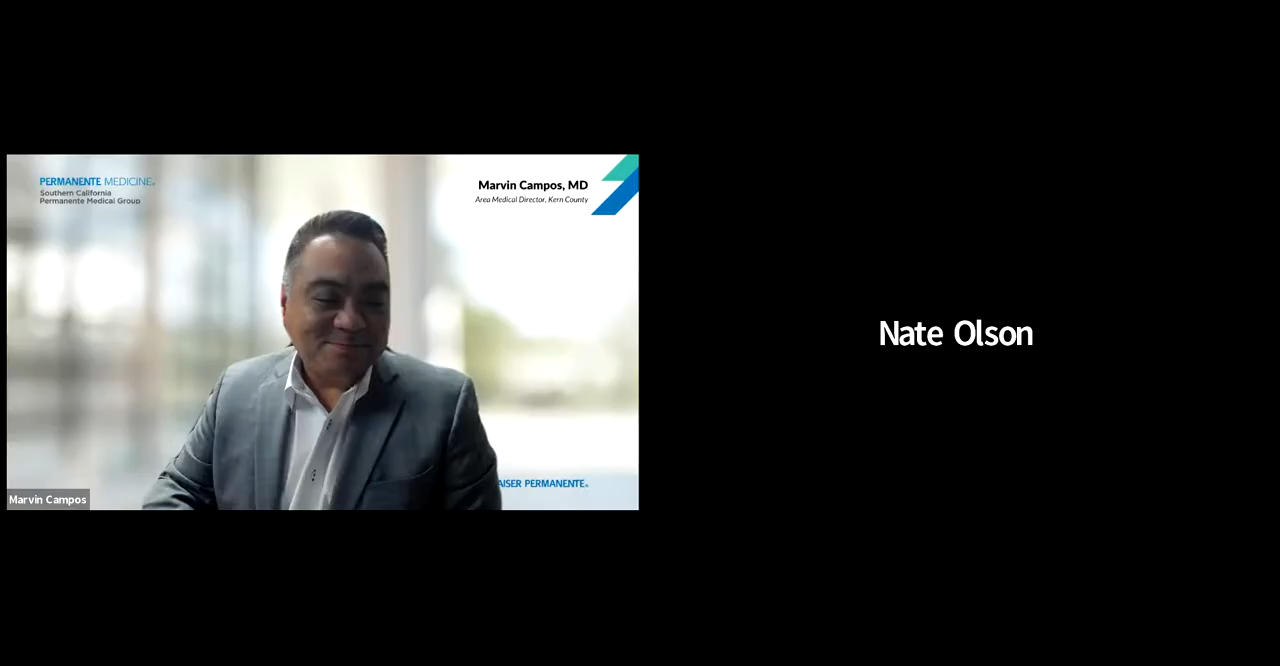 PERMANENTE MEDICINE®
Southern California
Permanente Medical Group
Marvin Campos, MD
Area Medical Director, Kern County
AISER PERMANENTE®
Marvin Campos
Nate Olson